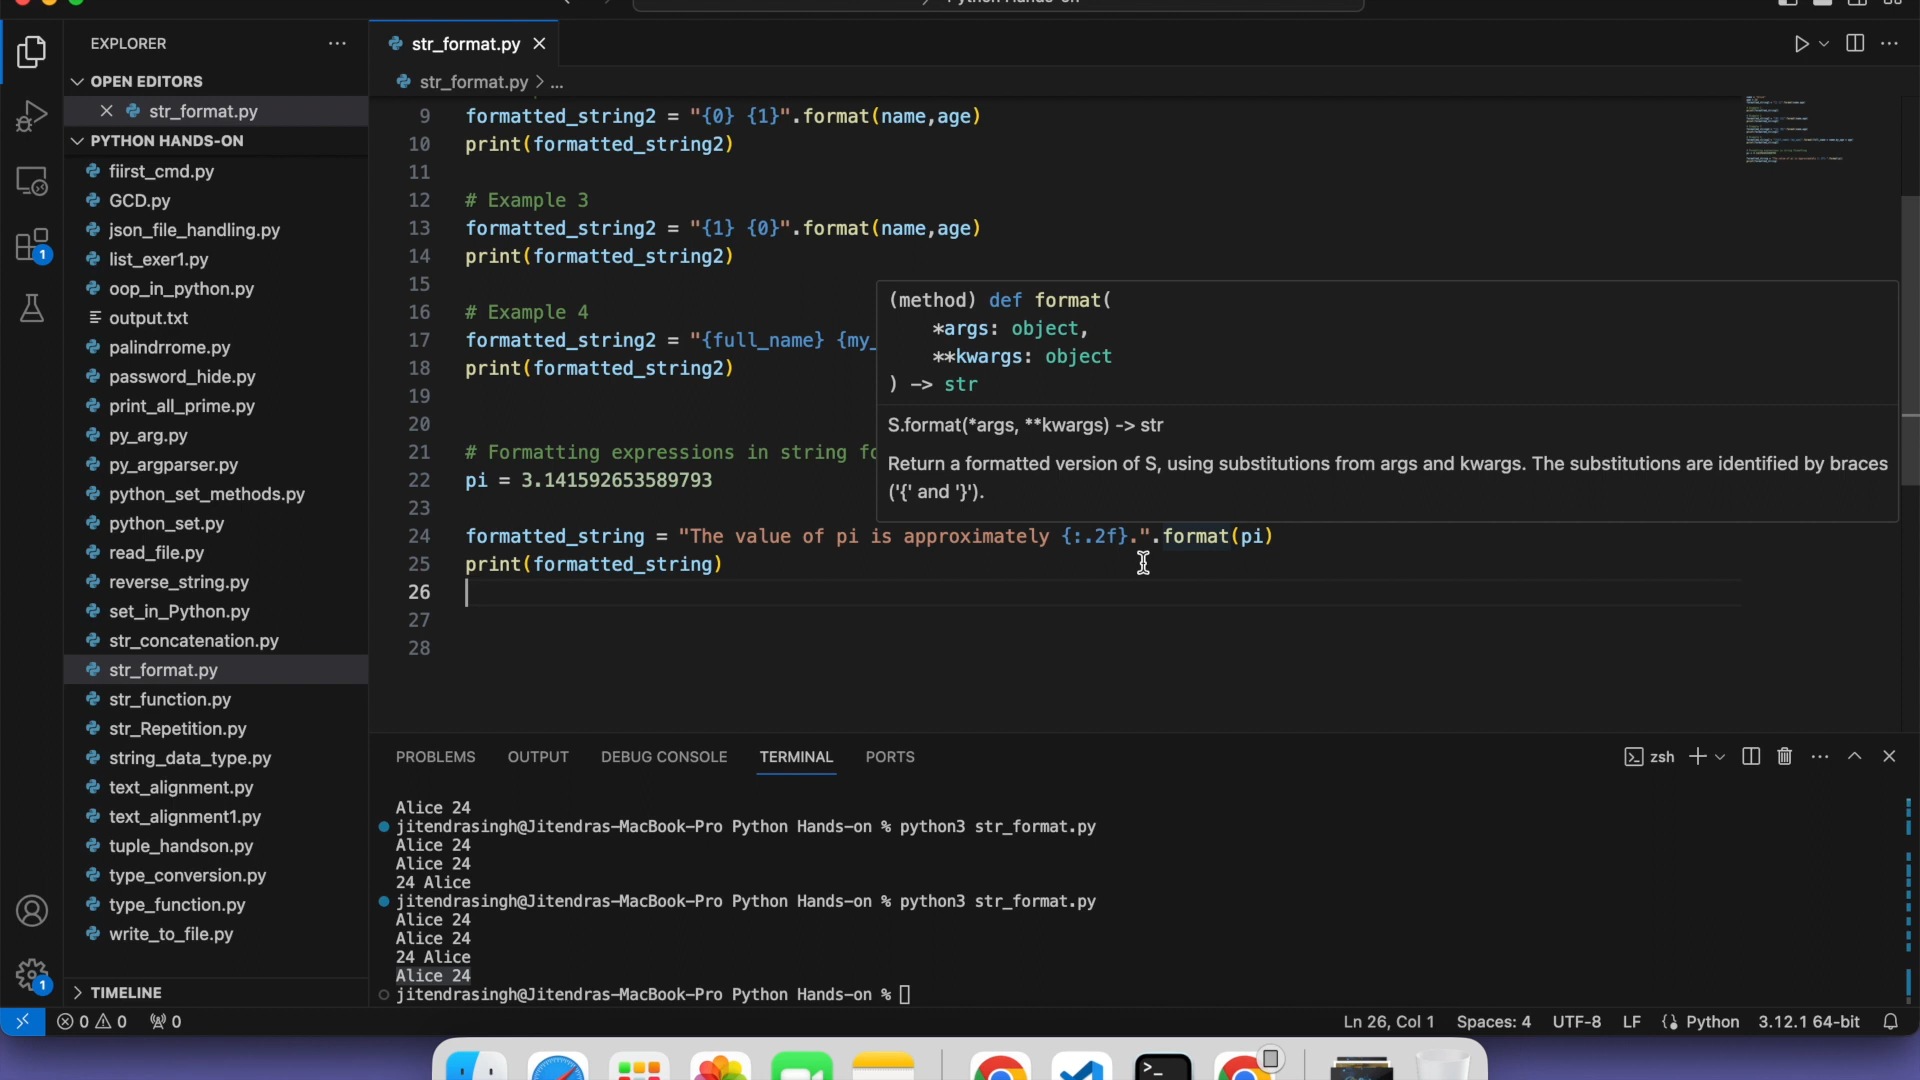 EXPLORER
OPEN EDITORS
str_format.py
PYTHON HANDS-ON
fiirst_cmd.py
GCD.py
json_file_handling.py
list_exer1.py
oop_in_python.py
output.txt
palindrrome.py
password_hide.py
print_all_prime.py
py_arg.py
py_argparser.py
python_set_methods.py
python_set.py
read_file.py
reverse_string.py
set_in_Python.py
str_concatenation.py
str_format.py
str_function.py
str_Repetition.py
string_data_type.py
text_alignment.py
text_alignment1.py
tuple_handson.py
type_conversion.py
type_function.py
write_to_file.py
TIMELINE
1
1
str_format.py
str_format.py > ...
9 formatted_string2 = "{0} {1}".format(name,age)
10 print(formatted_string2)
11
12 # Example 3
13 formatted_string2 = "{1} {0}".format(name,age)
14 print(formatted_string2)
15
16 # Example 4
17 formatted_string2 = "{full_name} {my_
18 print(formatted_string2)
19
20
21 # Formatting expressions in string fo
22 pi = 3.141592653589793
23
24 formatted_string = "The value of pi is approximately {:.2f}.".format(pi)
25 print(formatted_string)
26
27
28
(method) def format(
*args: object,
**kwargs: object
) -> str
S.format(*args, **kwargs) -> str
Return a formatted version of S, using substitutions from args and kwargs. The substitutions are identified by braces
('{' and '}').
PROBLEMS OUTPUT DEBUG CONSOLE TERMINAL PORTS
zsh
Alice 24
jitendrasingh@Jitendras-MacBook-Pro Python Hands-on % python3 str_format.py
Alice 24
Alice 24
24 Alice
jitendrasingh@Jitendras-MacBook-Pro Python Hands-on % python3 str_format.py
Alice 24
Alice 24
24 Alice
Alice 24
jitendrasingh@Jitendras-MacBook-Pro Python Hands-on %
0 0 0 Ln 26, Col 1 Spaces: 4 UTF-8 LF Python 3.12.1 64-bit